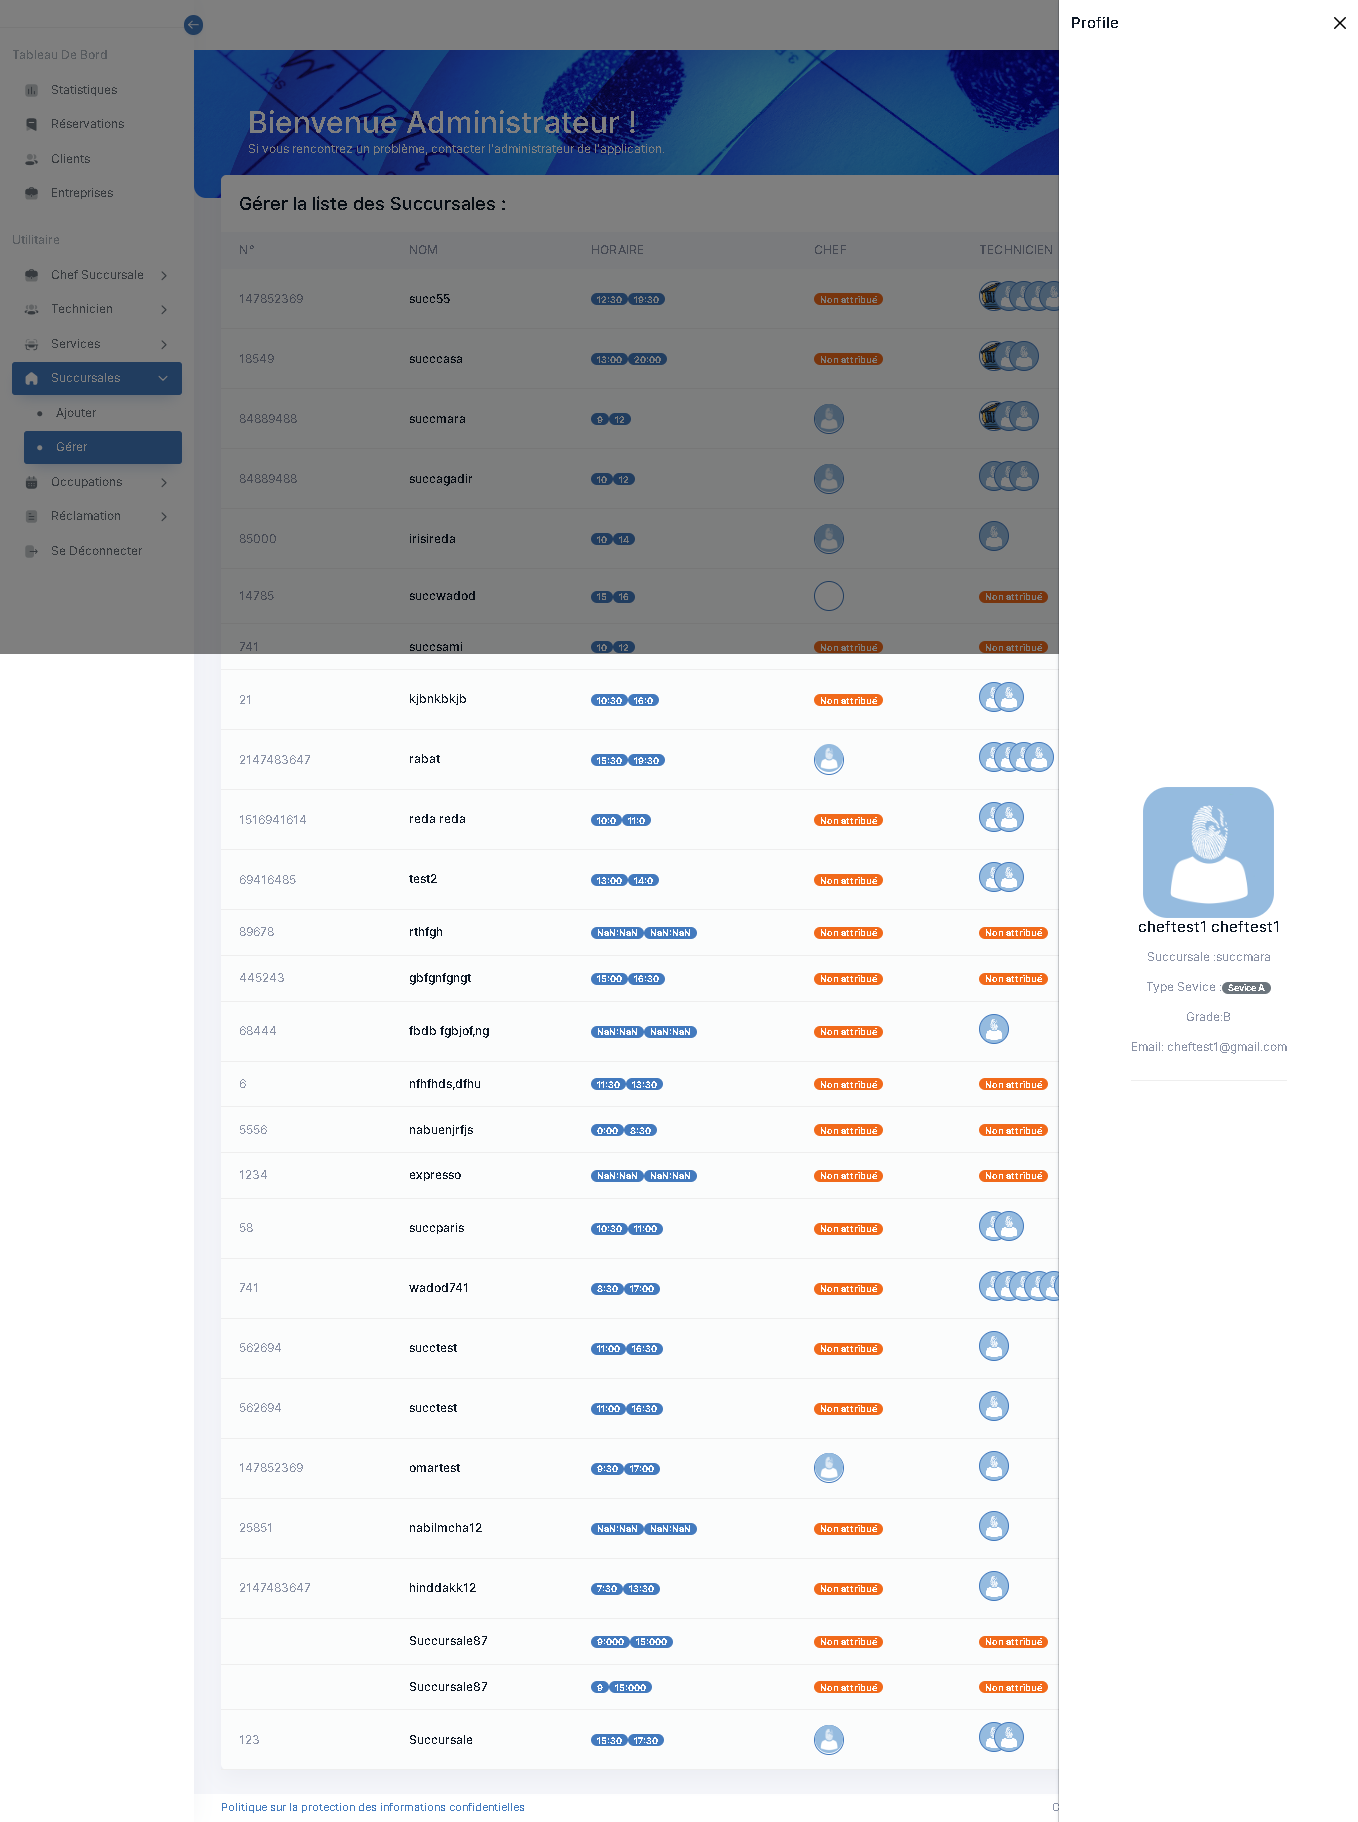 Tableau De Bord
Statistiques
Réservations
Clients
Entreprises
Utilitaire
Chef Succursale
Technicien
Services
Succursales
Ajouter
Gérer
Occupations
Réclamation
Se Déconnecter
Bienvenue Administrateur !
Si vous rencontrez un problème, contacter l'administrateur de l'application.
Gérer la liste des Succursales :
N° NOM HORAIRE CHEF TECHNICIEN
147852369 succ55 12:30 19:30 Non attribué
18549 succcasa 13:00 20:00 Non attribué
84889488 succmara 9 12
84889488 succagadir 10 12
85000 irisireda 10 14
14785 succwadod 15 16 Non attribué
741 succsami 10 12 Non attribué Non attribué
21 kjbnkbkjb 10:30 16:0 Non attribué
2147483647 rabat 15:30 19:30
1516941614 reda reda 10:0 11:0 Non attribué
69416485 test2 13:00 14:0 Non attribué
89678 rthfgh NaN:NaN NaN:NaN Non attribué Non attribué
445243 gbfgnfgngt 15:00 16:30 Non attribué Non attribué
68444 fbdb fgbjof,ng NaN:NaN NaN:NaN Non attribué
6 nfhfhds,dfhu 11:30 13:30 Non attribué Non attribué
5556 nabuenjrfjs 0:00 8:30 Non attribué Non attribué
1234 expresso NaN:NaN NaN:NaN Non attribué Non attribué
58 succparis 10:30 11:00 Non attribué
741 wadod741 8:30 17:00 Non attribué
562694 succtest 11:00 16:30 Non attribué
562694 succtest 11:00 16:30 Non attribué
147852369 omartest 9:30 17:00
25851 nabilmcha12 NaN:NaN NaN:NaN Non attribué
2147483647 hinddakk12 7:30 13:30 Non attribué
Succursale87 9:000 15:000 Non attribué Non attribué
Succursale87 9 15:000 Non attribué Non attribué
123 Succursale 15:30 17:30
Politique sur la protection des informations confidentielles
Profile
cheftest1 cheftest1
Succursale :succmara
Type Sevice :Sevice A
Grade:B
Email: cheftest1@gmail.com